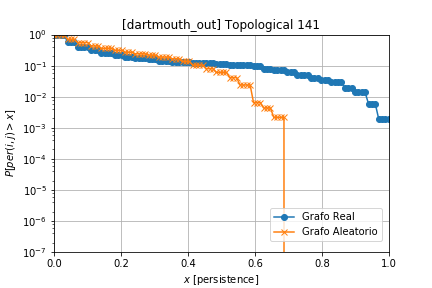 [dartmouth_out] Topological 141
P[per(i, j) > x]
10^0
10^-1
10^-2
10^-3
10^-4
10^-5
10^-6
10^-7
Grafo Real
Grafo Aleatorio
0.0 0.2 0.4 0.6 0.8 1.0
x [persistence]